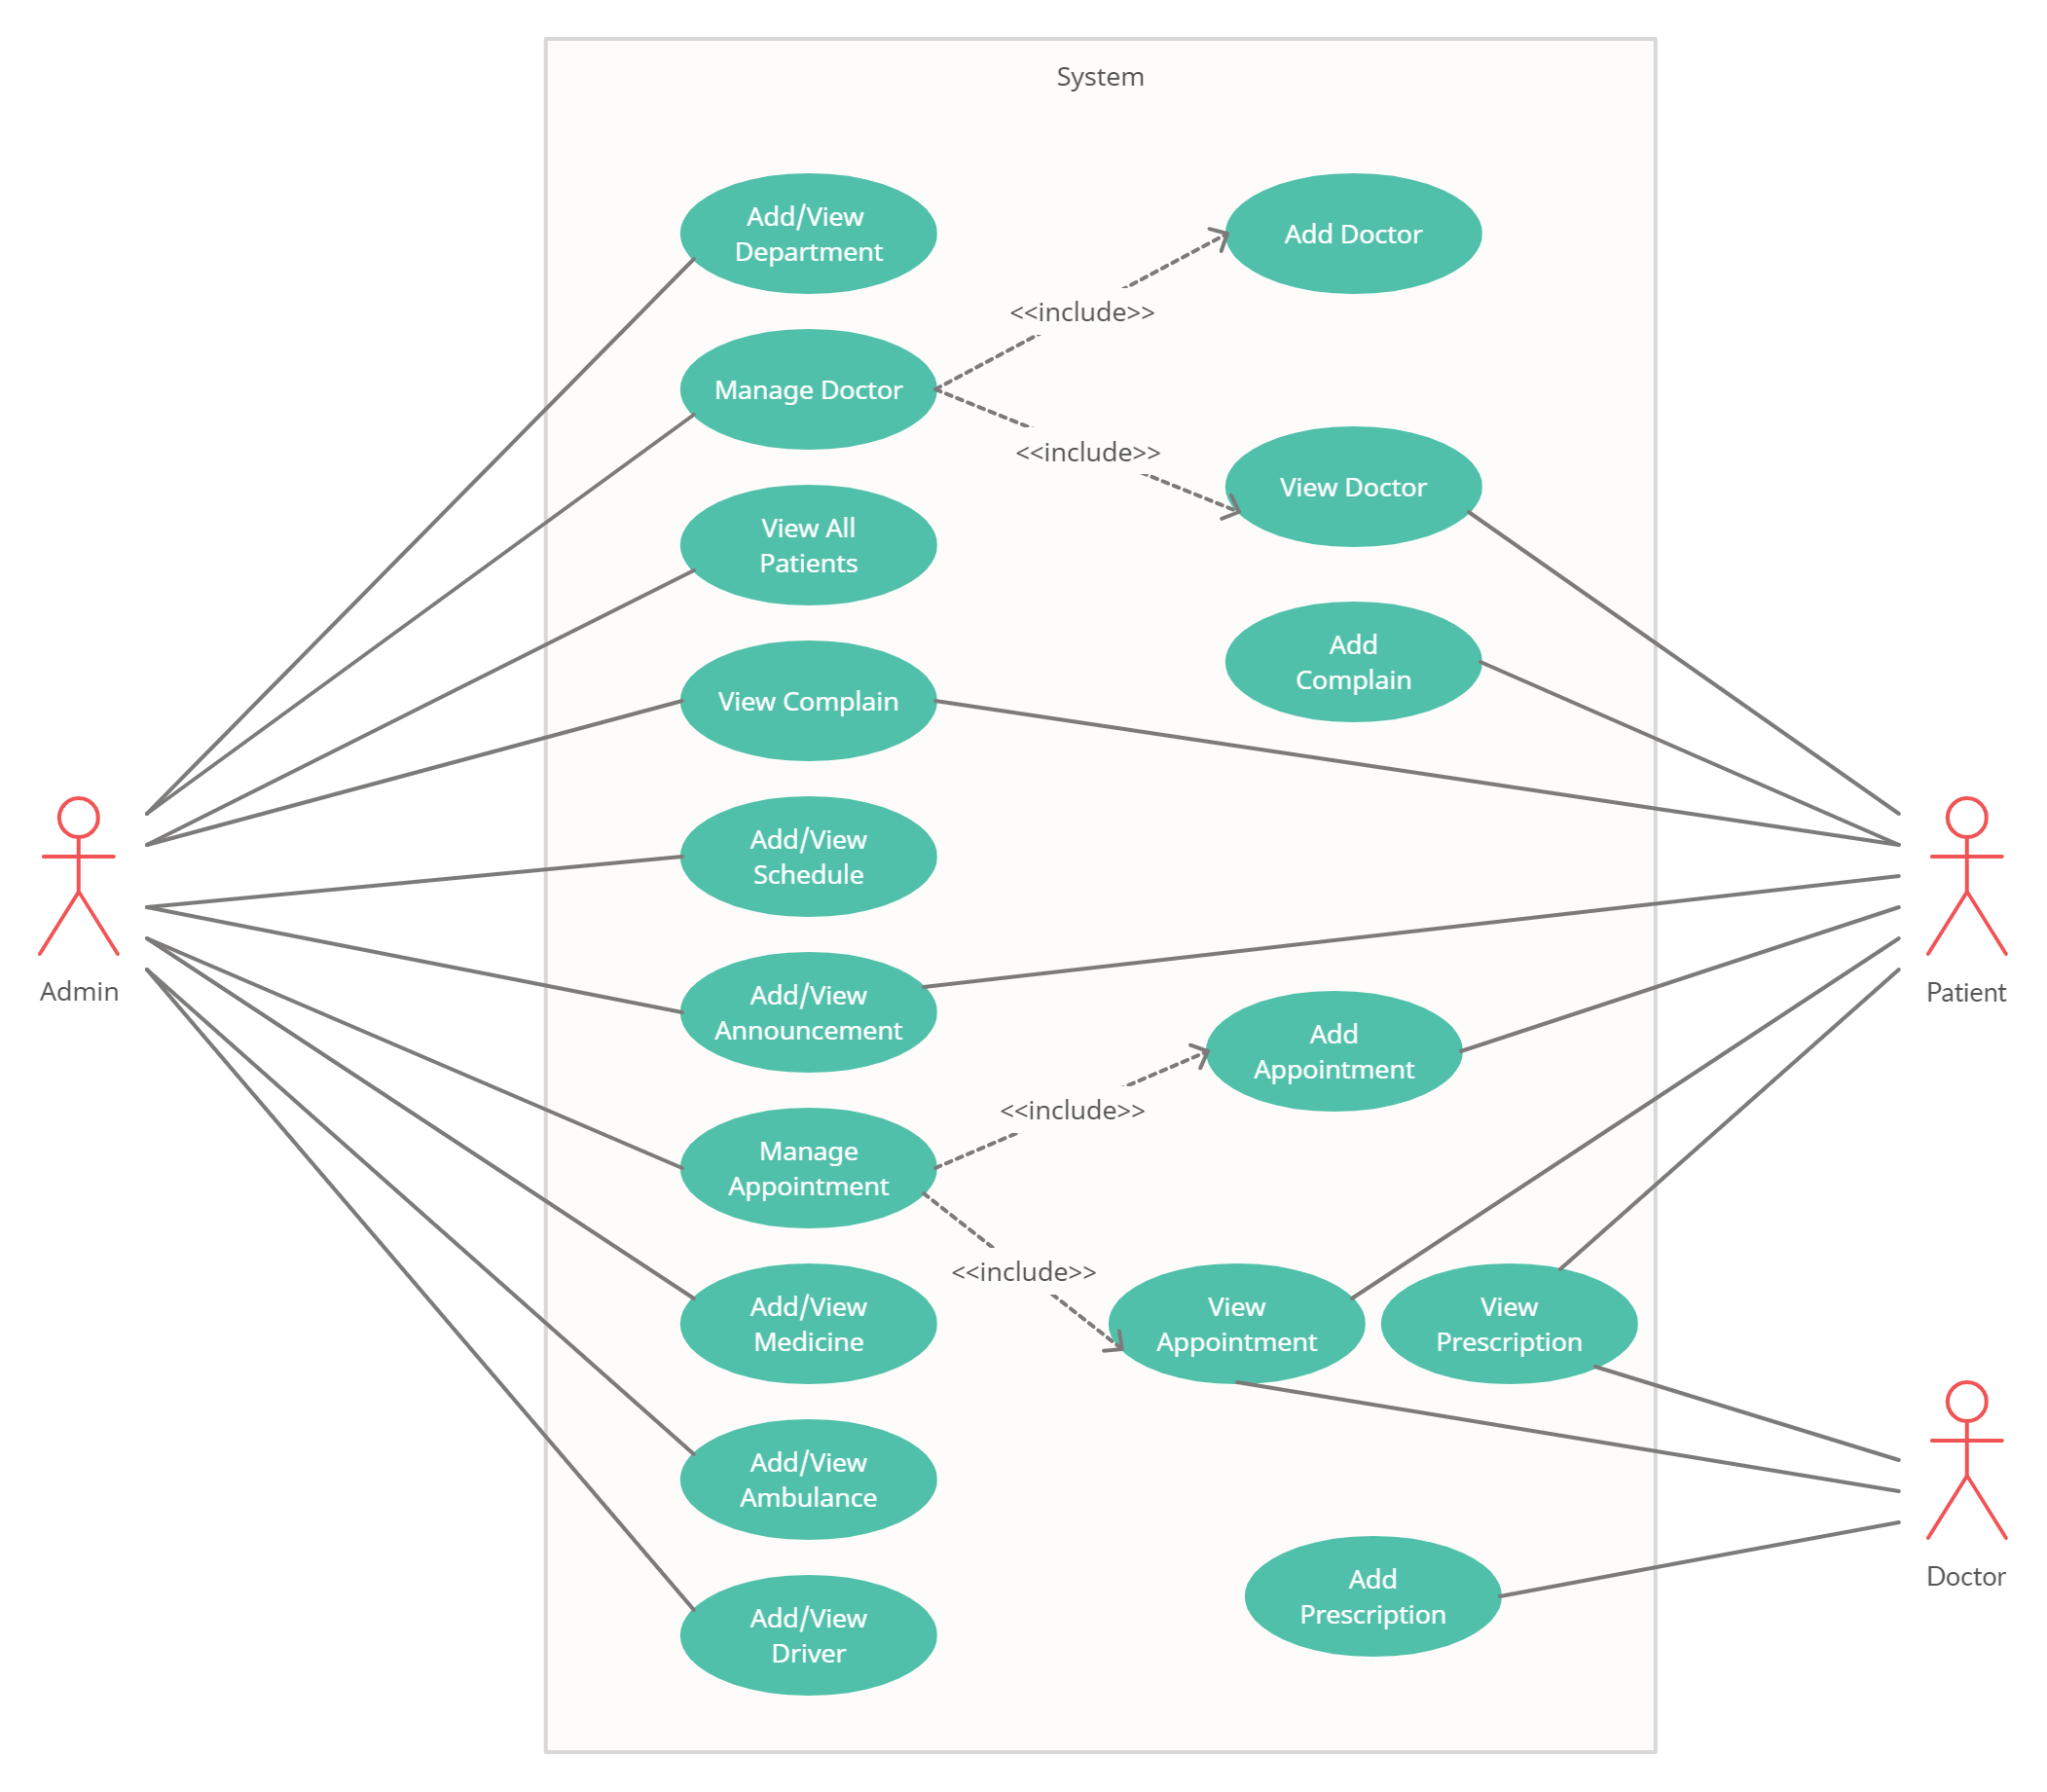 System
Add/View
Department
Add Doctor
<<include>>
Manage Doctor
<<include>>
View Doctor
View All
Patients
Add
Complain
View Complain
Add/View
Schedule
Admin
Patient
Add/View
Announcement
Add
Appointment
<<include>>
Manage
Appointment
<<include>>
Add/View
Medicine
View
Appointment
View
Prescription
Add/View
Ambulance
Doctor
Add
Prescription
Add/View
Driver